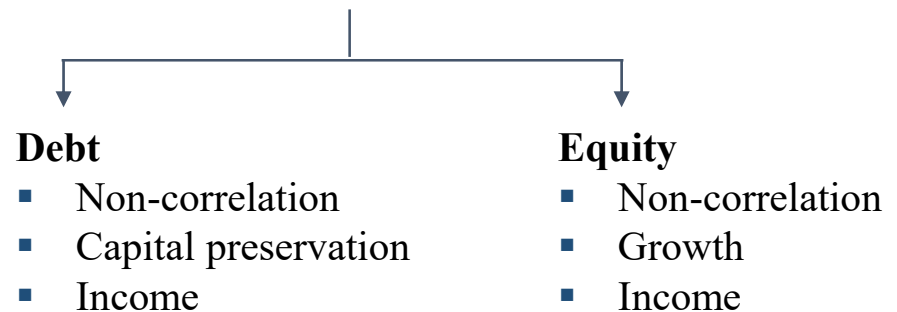 Debt
▪ Non-correlation
▪ Capital preservation
▪ Income
Equity
▪ Non-correlation
▪ Growth
▪ Income